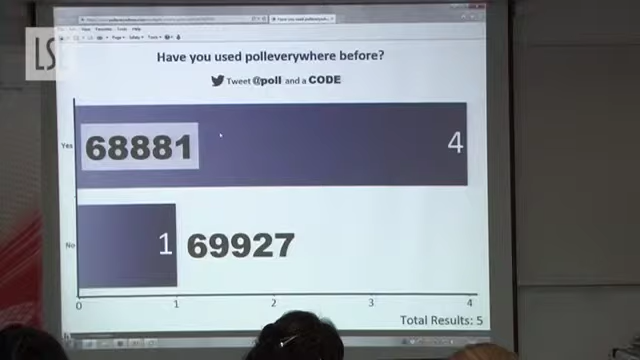 LSE
Have you used polleverywhere before?
Tweet @poll and a CODE
Yes
68881
4
No
1
69927
0 1 2 3 4
Total Results: 5